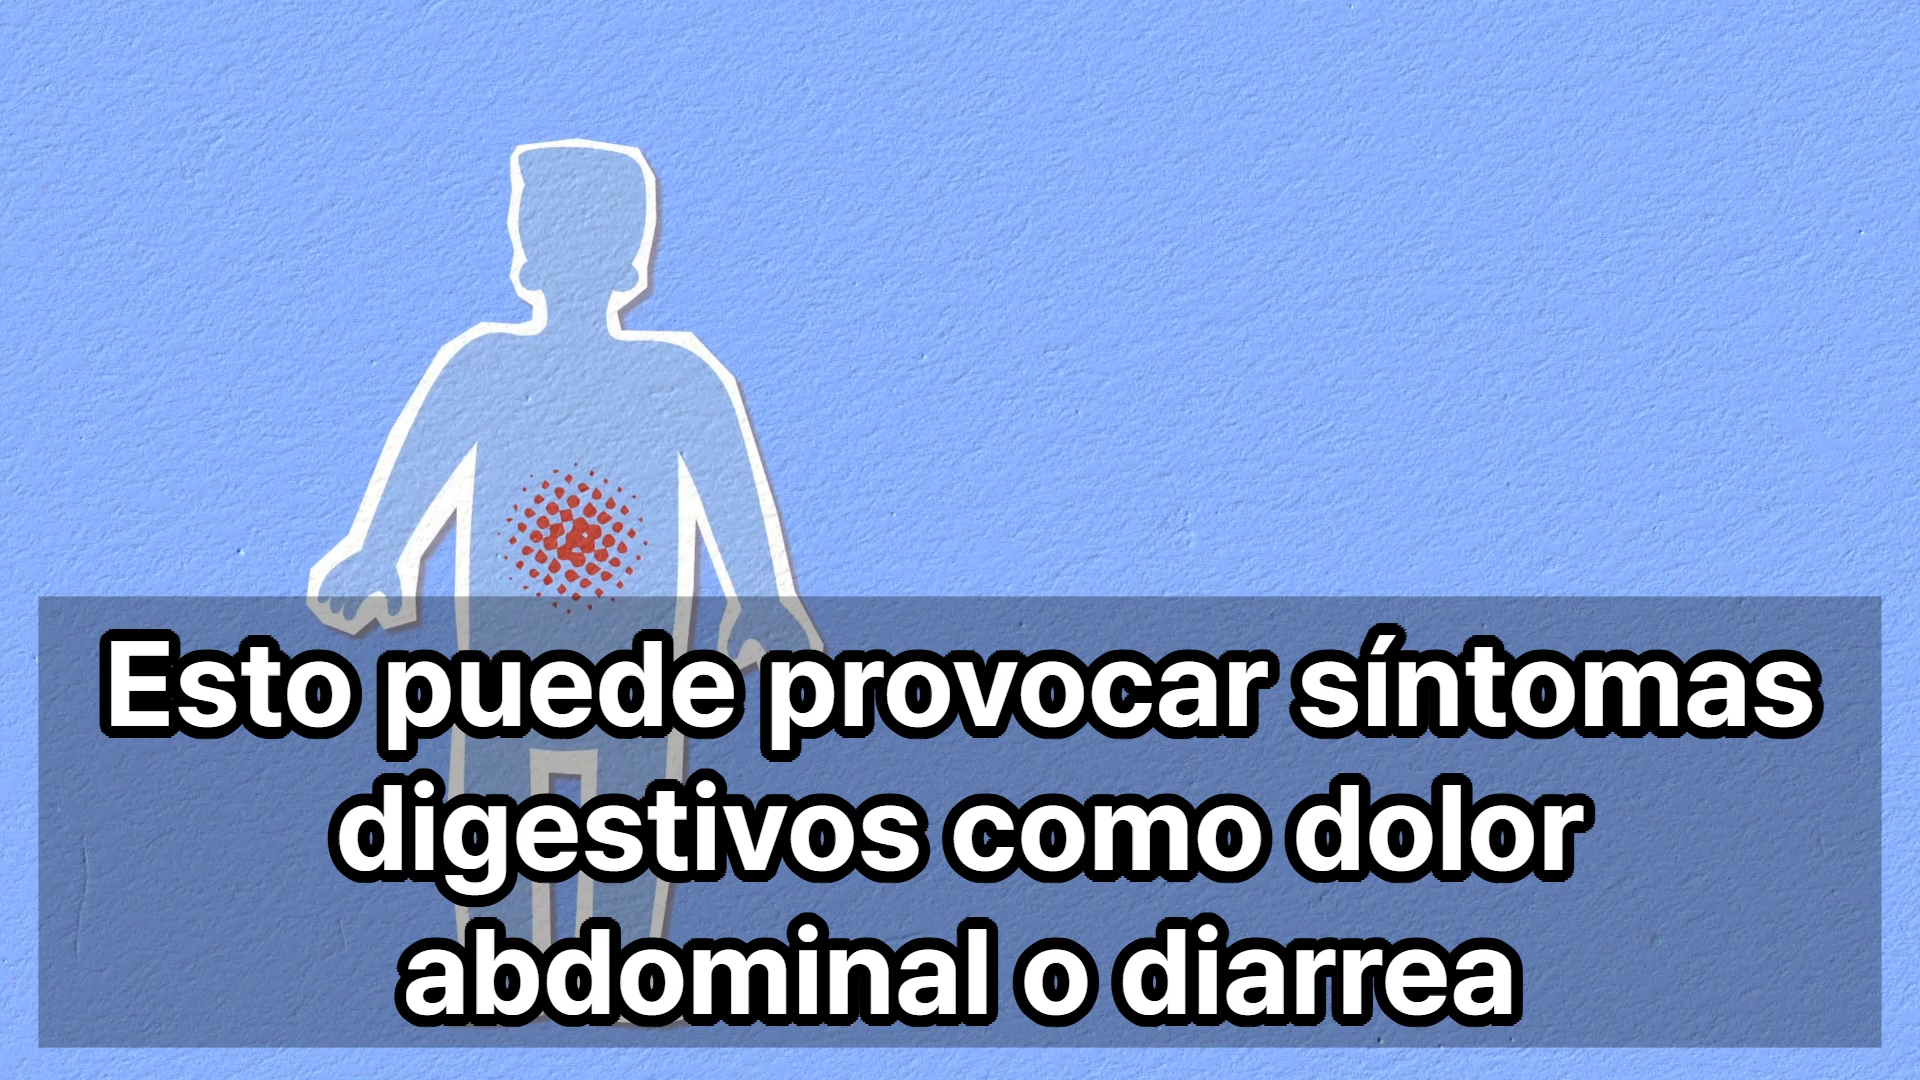 Esto puede provocar síntomas
digestivos como dolor
abdominal o diarrea